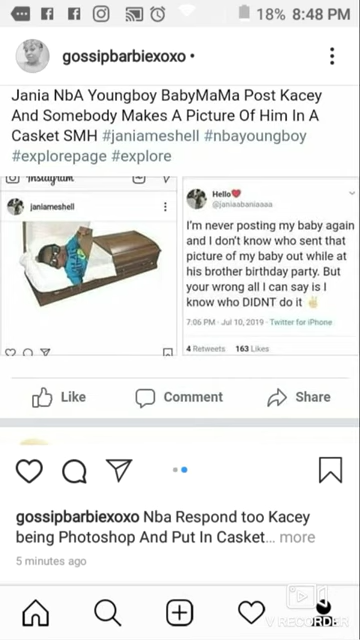 18% 8:48 PM
gossipbarbiexoxo •
Jania NbA Youngboy BabyMaMa Post Kacey
And Somebody Makes A Picture Of Him In A
Casket SMH #janiameshell #nbayoungboy
#explorepage #explore
Instagram
janiameshell
Hello❤
@janiaabaniaaaa
I'm never posting my baby again
and I don't know who sent that
picture of my baby out while at
his brother birthday party. But
your wrong all I can say is I
know who DIDNT do it ✌🏼
7:06 PM · Jul 10, 2019 · Twitter for iPhone
4 Retweets 163 Likes
Like Comment Share
gossipbarbiexoxo Nba Respond too Kacey
being Photoshop And Put In Casket... more
5 minutes ago
V RECORDER